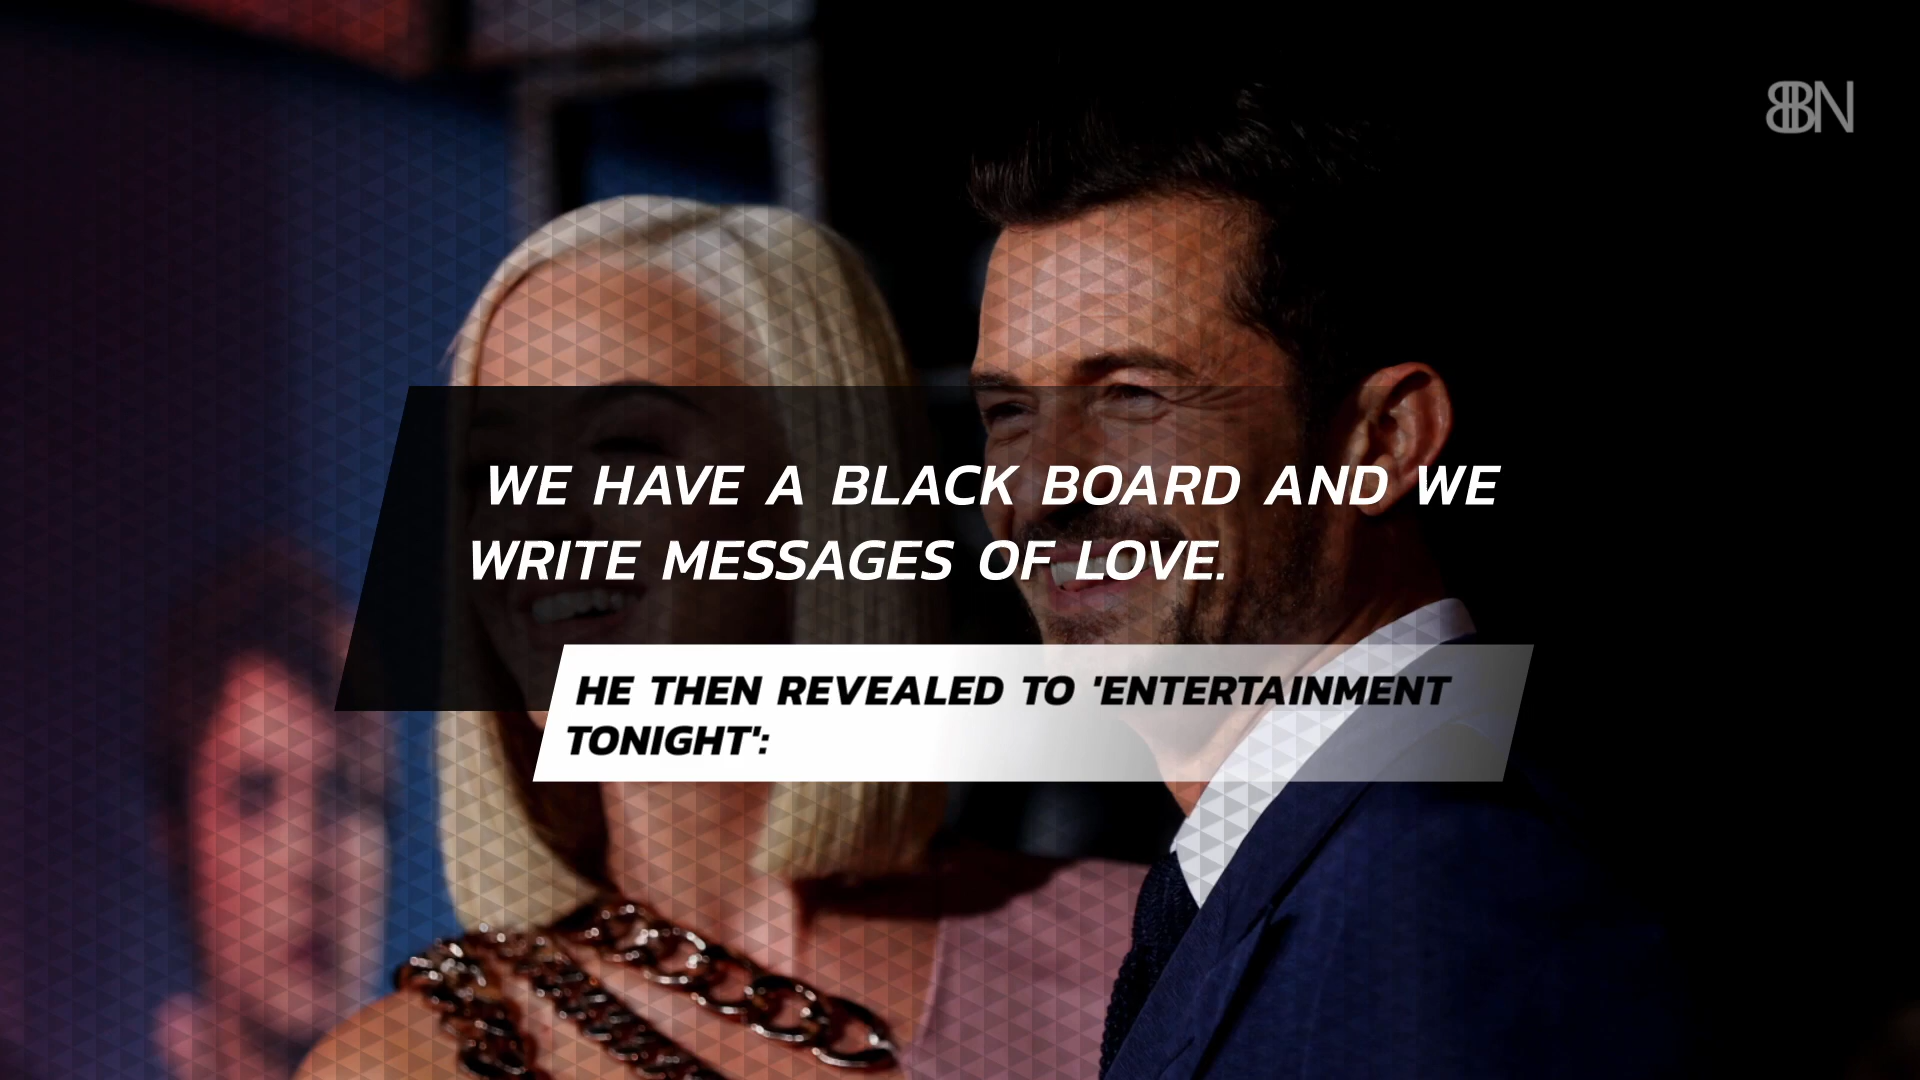 BBN
WE HAVE A BLACK BOARD AND WE
WRITE MESSAGES OF LOVE.
HE THEN REVEALED TO 'ENTERTAINMENT
TONIGHT':